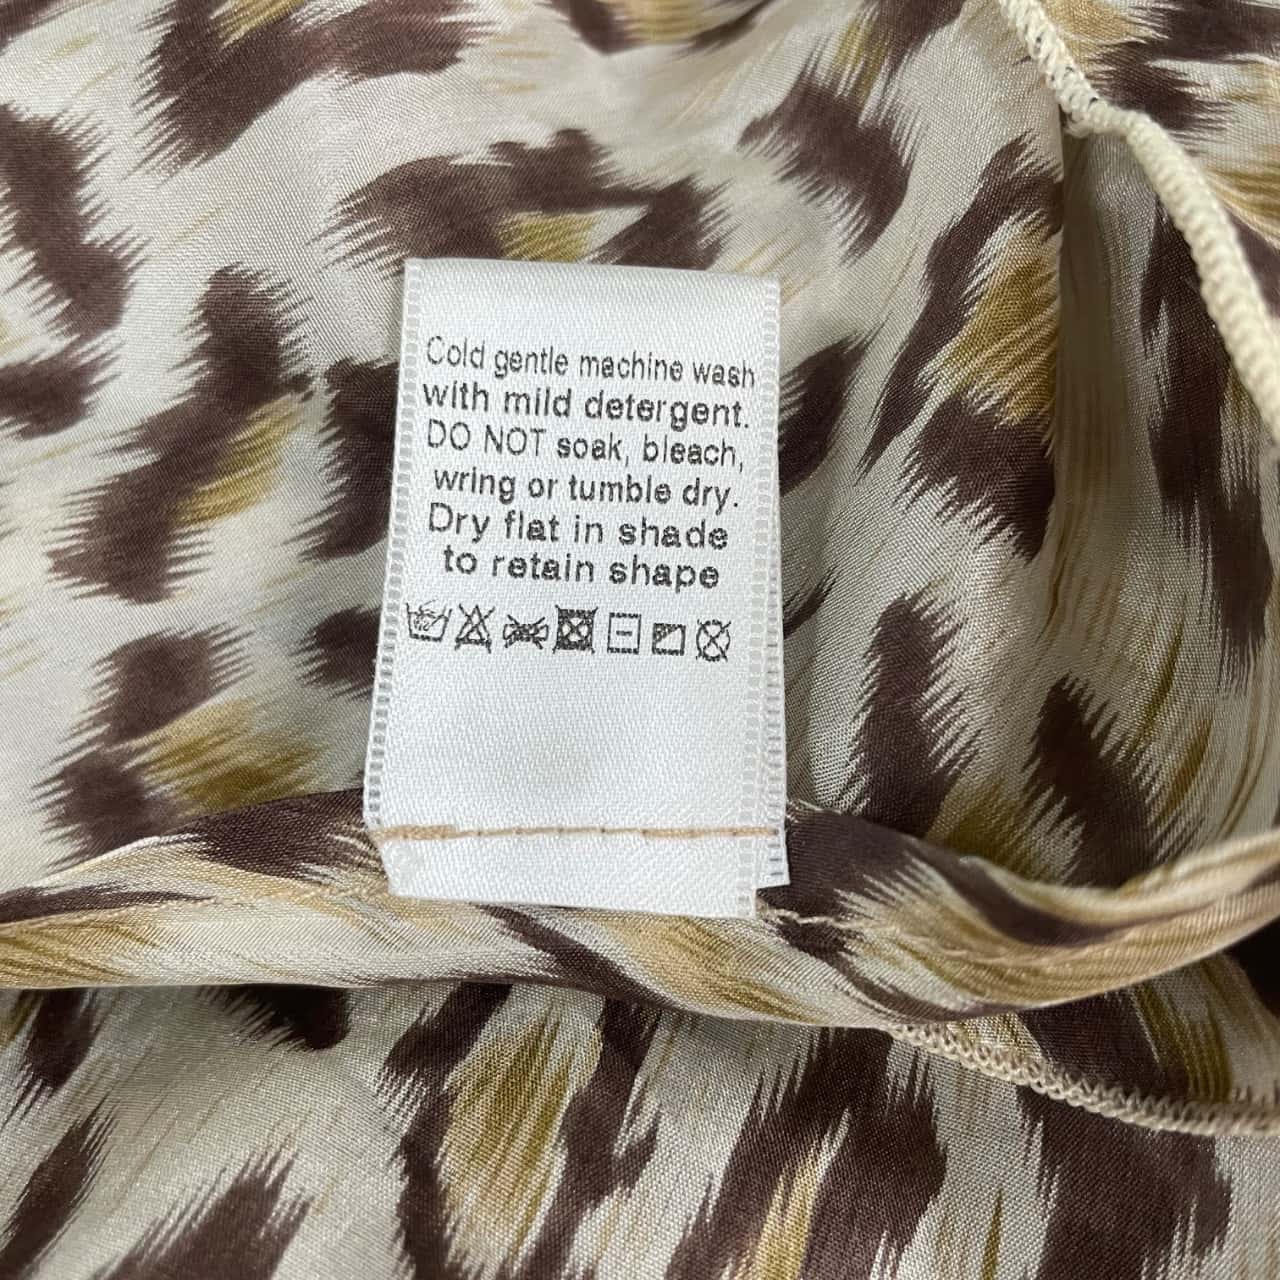 Cold gentle machine wash
with mild detergent.
DO NOT soak, bleach,
wring or tumble dry.
Dry flat in shade
to retain shape